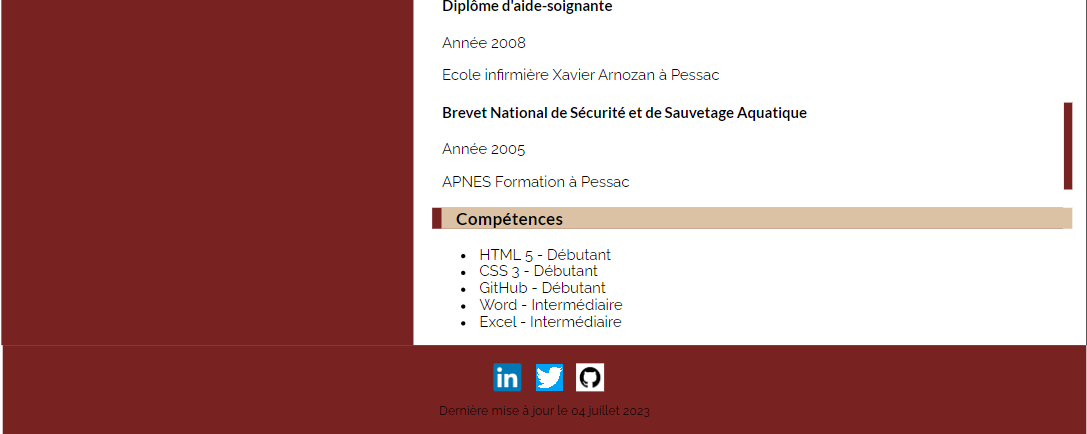 Diplôme d'aide-soignante
Année 2008
Ecole infirmière Xavier Arnozan à Pessac
Brevet National de Sécurité et de Sauvetage Aquatique
Année 2005
APNES Formation à Pessac
Compétences
• HTML 5 - Débutant
• CSS 3 - Débutant
• GitHub - Débutant
• Word - Intermédiaire
• Excel - Intermédiaire
in
Dernière mise à jour le 04 juillet 2023